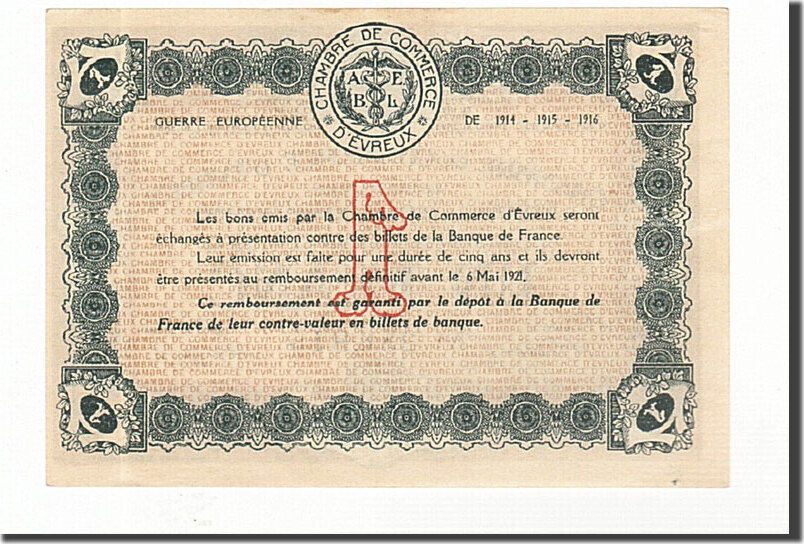 CHAMBRE DE COMMERCE
A E
B L
D'ÉVREUX
GUERRE EUROPÉENNE DE 1914 - 1915 - 1916
1
Les bons émis par la Chambre de Commerce d'Évreux seront
échangés à présentation contre des billets de la Banque de France.
Leur émission est faite pour une durée de cinq ans et ils devront
être présentés au remboursement définitif avant le 6 Mai 1921.
Ce remboursement est garanti par le dépôt à la Banque de
France de leur contre-valeur en billets de banque.